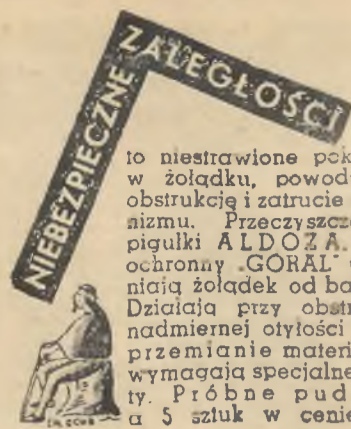 NIEBEZPIECZNE
ZALEGŁOŚCI
to niestrawione pok
w żołądku, powod
obstrukcję i zatrucie
nizmu. Przeczyszcz
pigułki ALDOZA.
ochronny „GÓRAL"
niają żołądek od ba
Działają przy obstr
nadmiernej otyłości
przemianie materi
wymagają specjalne
ty. Próbne pud
a 5 sztuk w cenie